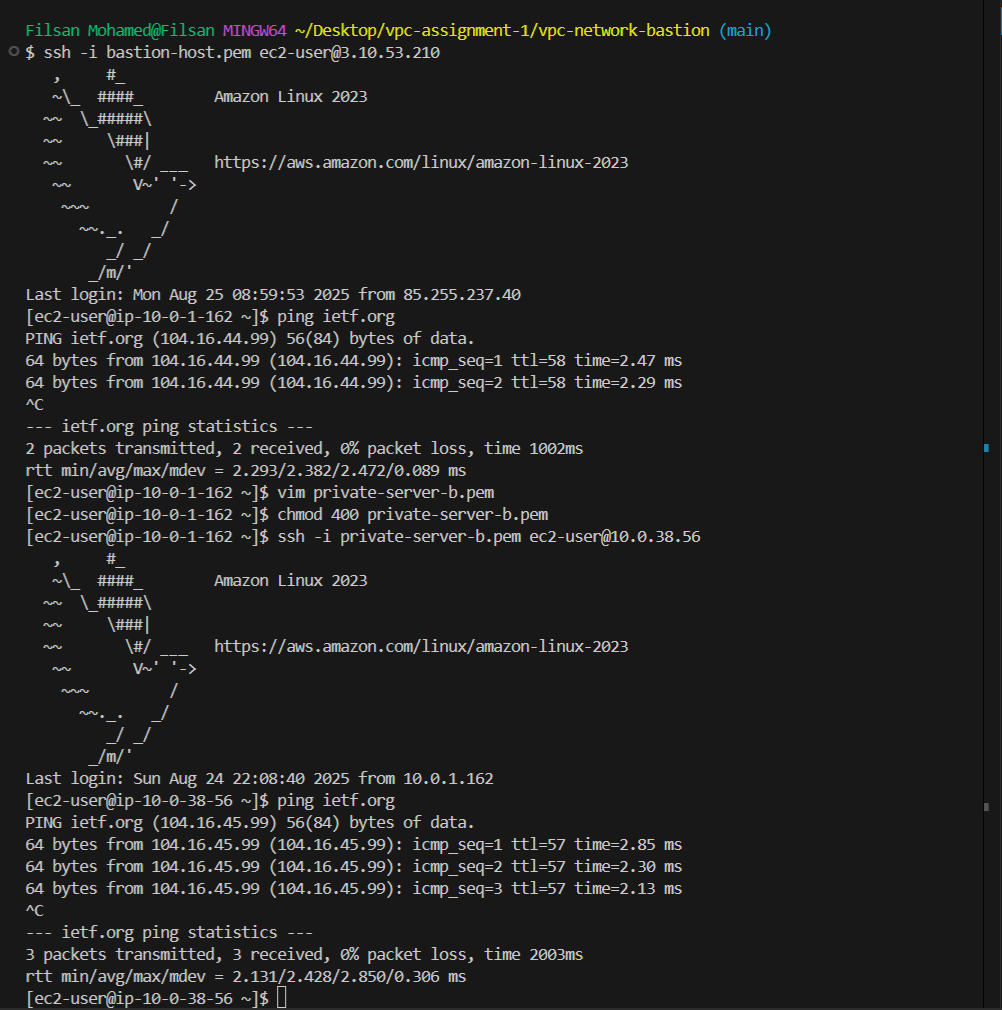 Filsan Mohamed@Filsan MINGW64 ~/Desktop/vpc-assignment-1/vpc-network-bastion (main)
$ ssh -i bastion-host.pem ec2-user@3.10.53.210
   ,     #_
   ~\_  ####_        Amazon Linux 2023
  ~~  \_#####\
  ~~     \###|
  ~~       \#/ ___   https://aws.amazon.com/linux/amazon-linux-2023
   ~~       V~' '->
    ~~~         /
      ~~._.   _/
         _/ _/
       _/m/'
Last login: Mon Aug 25 08:59:53 2025 from 85.255.237.40
[ec2-user@ip-10-0-1-162 ~]$ ping ietf.org
PING ietf.org (104.16.44.99) 56(84) bytes of data.
64 bytes from 104.16.44.99 (104.16.44.99): icmp_seq=1 ttl=58 time=2.47 ms
64 bytes from 104.16.44.99 (104.16.44.99): icmp_seq=2 ttl=58 time=2.29 ms
^C
--- ietf.org ping statistics ---
2 packets transmitted, 2 received, 0% packet loss, time 1002ms
rtt min/avg/max/mdev = 2.293/2.382/2.472/0.089 ms
[ec2-user@ip-10-0-1-162 ~]$ vim private-server-b.pem
[ec2-user@ip-10-0-1-162 ~]$ chmod 400 private-server-b.pem
[ec2-user@ip-10-0-1-162 ~]$ ssh -i private-server-b.pem ec2-user@10.0.38.56
   ,     #_
   ~\_  ####_        Amazon Linux 2023
  ~~  \_#####\
  ~~     \###|
  ~~       \#/ ___   https://aws.amazon.com/linux/amazon-linux-2023
   ~~       V~' '->
    ~~~         /
      ~~._.   _/
         _/ _/
       _/m/'
Last login: Sun Aug 24 22:08:40 2025 from 10.0.1.162
[ec2-user@ip-10-0-38-56 ~]$ ping ietf.org
PING ietf.org (104.16.45.99) 56(84) bytes of data.
64 bytes from 104.16.45.99 (104.16.45.99): icmp_seq=1 ttl=57 time=2.85 ms
64 bytes from 104.16.45.99 (104.16.45.99): icmp_seq=2 ttl=57 time=2.30 ms
64 bytes from 104.16.45.99 (104.16.45.99): icmp_seq=3 ttl=57 time=2.13 ms
^C
--- ietf.org ping statistics ---
3 packets transmitted, 3 received, 0% packet loss, time 2003ms
rtt min/avg/max/mdev = 2.131/2.428/2.850/0.306 ms
[ec2-user@ip-10-0-38-56 ~]$